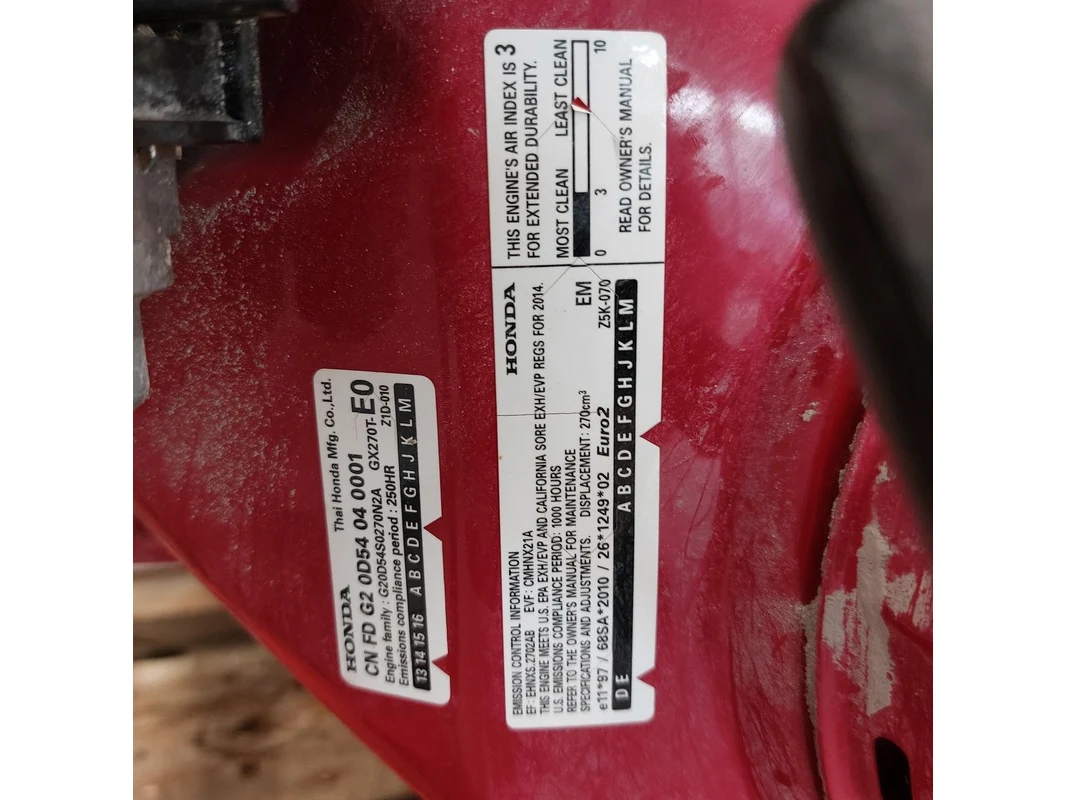 HONDA Thai Honda Mfg. Co.,Ltd.
CN FD G2 0D54 04 0001
Engine family : G20D54S0270N2A GX270T-E0
Emissions compliance period : 250HR Z1D-010
13 14 15 16 A B C D E F G H J K L M
EMISSION CONTROL INFORMATION HONDA
EF : EHNXS.2702AB EVF: CMHNX21A
THIS ENGINE MEETS U.S. EPA EXH/EVP AND CALIFORNIA SORE EXH/EVP REGS FOR 2014.
U.S. EMISSIONS COMPLIANCE PERIOD: 1000 HOURS
REFER TO THE OWNER'S MANUAL FOR MAINTENANCE EM
SPECIFICATIONS AND ADJUSTMENTS. DISPLACEMENT: 270cm³
e11*97 / 68SA*2010 / 26*1249*02 Euro2 Z5K-070
D E A B C D E F G H J K L M
THIS ENGINE'S AIR INDEX IS 3
FOR EXTENDED DURABILITY.
MOST CLEAN LEAST CLEAN
0 3 10
READ OWNER'S MANUAL
FOR DETAILS.